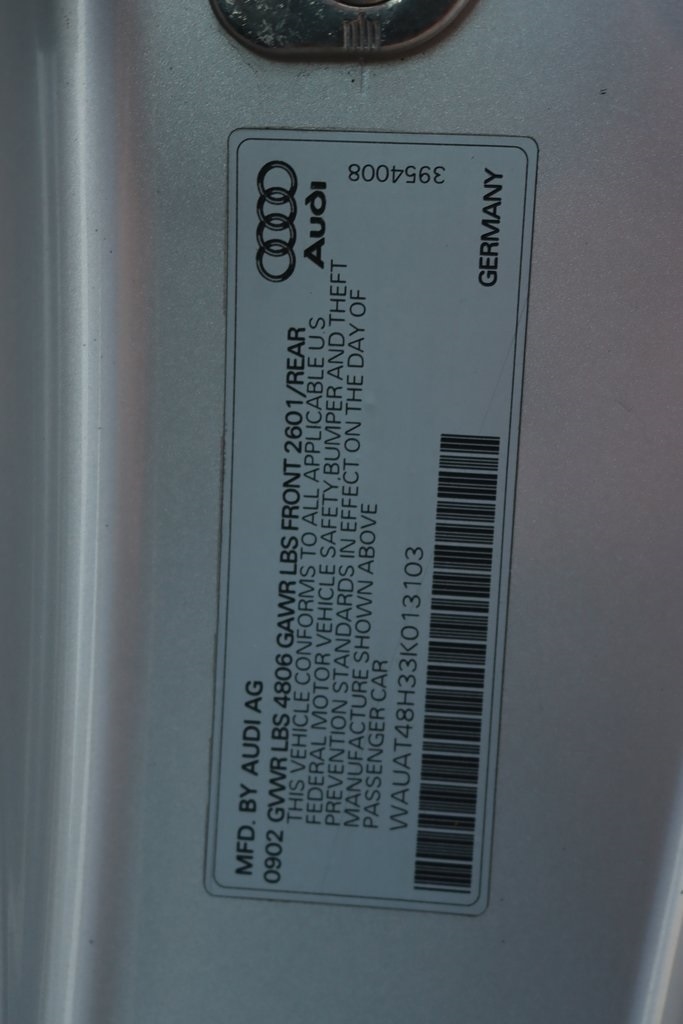 MFD. BY AUDI AG
0902 GVWR LBS 4806 GAWR LBS FRONT 2601/REAR
THIS VEHICLE CONFORMS TO ALL APPLICABLE U S
FEDERAL MOTOR VEHICLE SAFETY, BUMPER AND THEFT
PREVENTION STANDARDS IN EFFECT ON THE DAY OF
MANUFACTURE SHOWN ABOVE
PASSENGER CAR
WAUAT48H33K013103
Audi
3954008
GERMANY